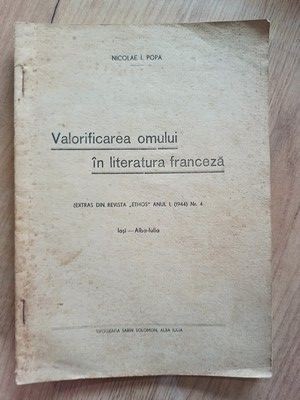 NICOLAE I. POPA
Valorificarea omului
în literatura franceză
(EXTRAS DIN REVISTA „ETHOS" ANUL I. (1944) Nr. 4
Iași — Alba-Iulia
TIPOGRAFIA SABIN SOLOMON, ALBA IULIA